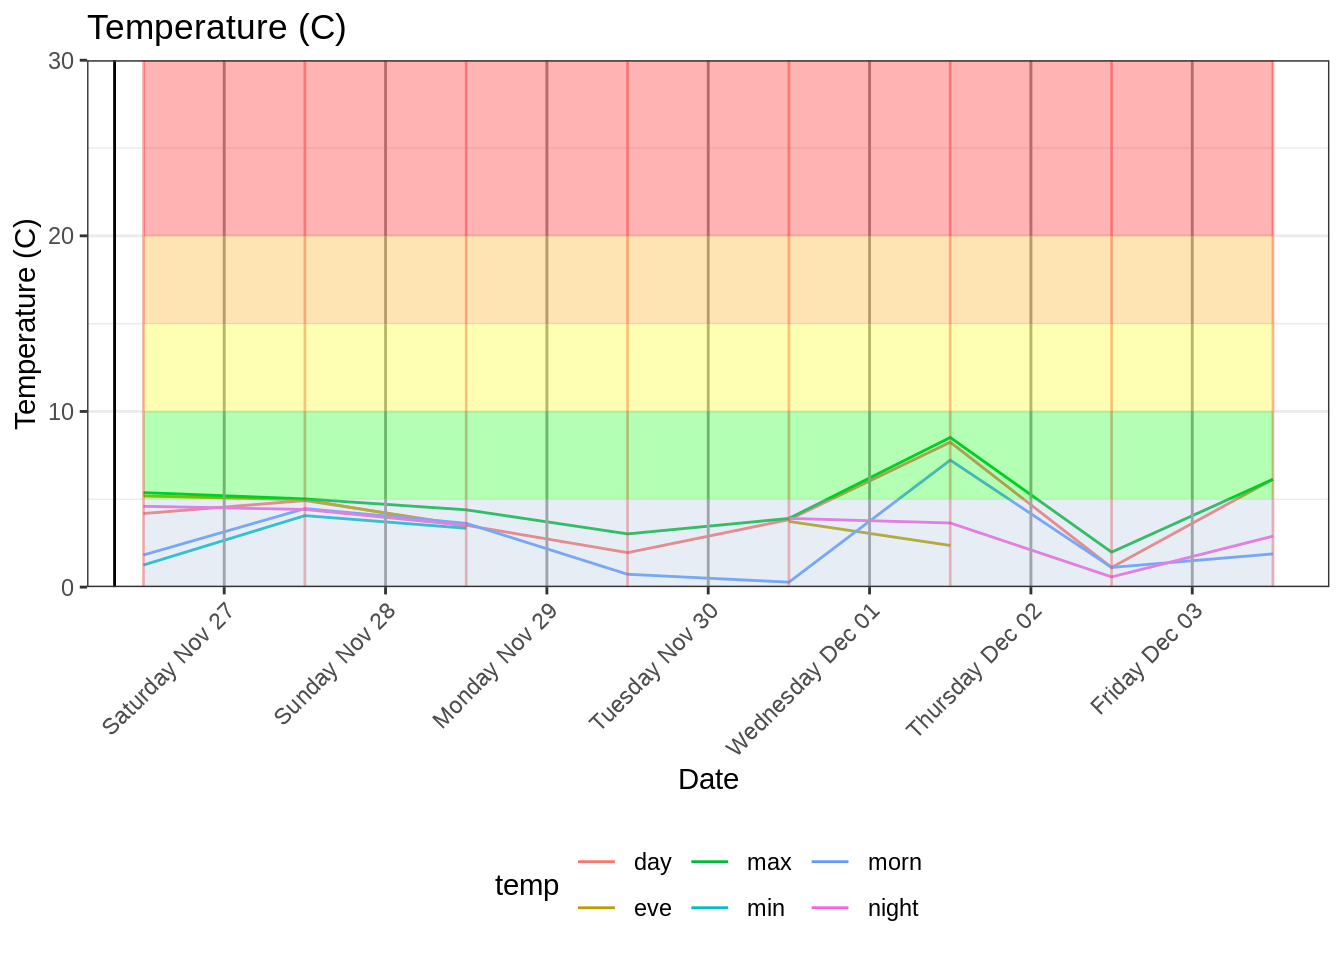 Temperature (C)
Temperature (C)
30
20
10
0
Saturday Nov 27
Sunday Nov 28
Monday Nov 29
Tuesday Nov 30
Wednesday Dec 01
Thursday Dec 02
Friday Dec 03
Date
temp
day
max
morn
eve
min
night